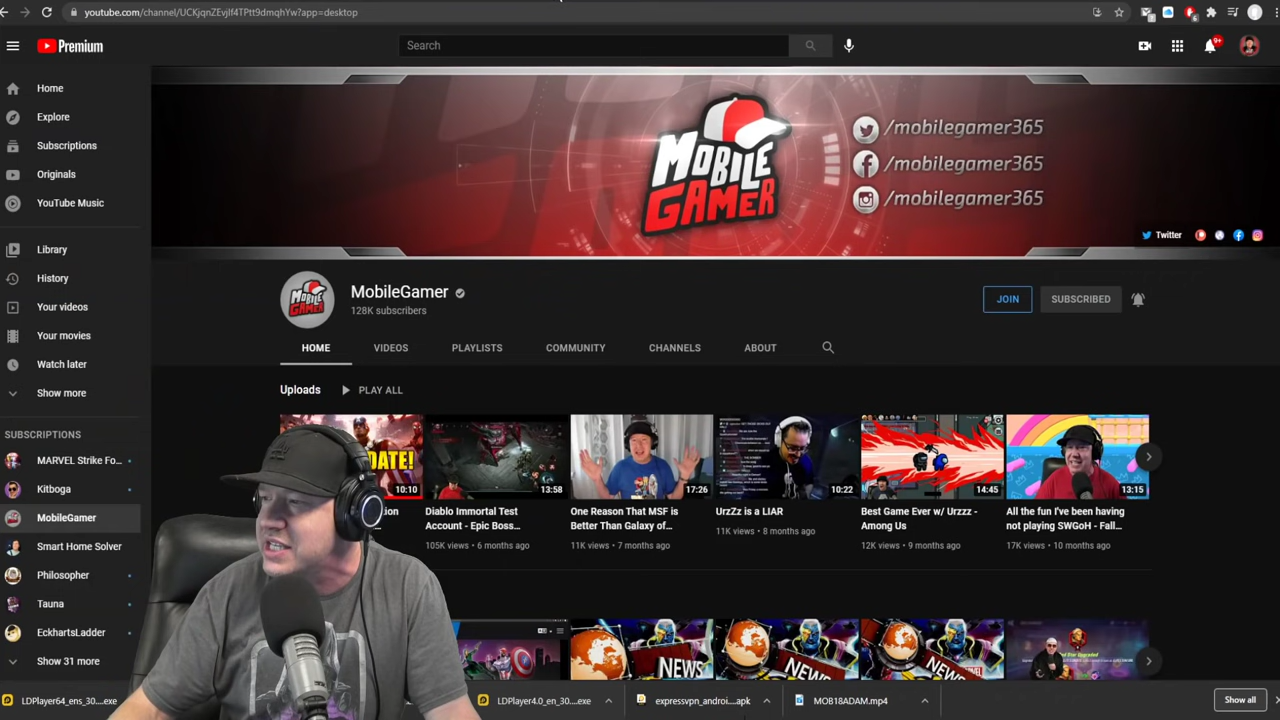 youtube.com/channel/UCKjqnZEvjIf4TPtt9dmqhYw?app=desktop
Premium
Search
9+
Home
Explore
Subscriptions
Originals
YouTube Music
Library
History
Your videos
Your movies
Watch later
Show more
SUBSCRIPTIONS
MARVEL Strike Fo...
Kitboga
MobileGamer
Smart Home Solver
Philosopher
Tauna
EckhartsLadder
Show 31 more
MOBILE
GAMER
/mobilegamer365
/mobilegamer365
/mobilegamer365
Twitter
MobileGamer
128K subscribers
JOIN
SUBSCRIBED
HOME
VIDEOS
PLAYLISTS
COMMUNITY
CHANNELS
ABOUT
Uploads
PLAY ALL
DATE!
10:10
13:58
17:26
10:22
14:45
13:15
Diablo Immortal Test
Account - Epic Boss...
105K views • 6 months ago
One Reason That MSF is
Better Than Galaxy of...
11K views • 7 months ago
UrzZz is a LIAR
11K views • 8 months ago
Best Game Ever w/ Urzzz -
Among Us
12K views • 9 months ago
All the fun I've been having
not playing SWGoH - Fall...
17K views • 10 months ago
NEWS
NEWS
NEWS
LDPlayer64_ens_30....exe
LDPlayer4.0_en_30....exe
expressvpn_androi....apk
MOB18ADAM.mp4
Show all